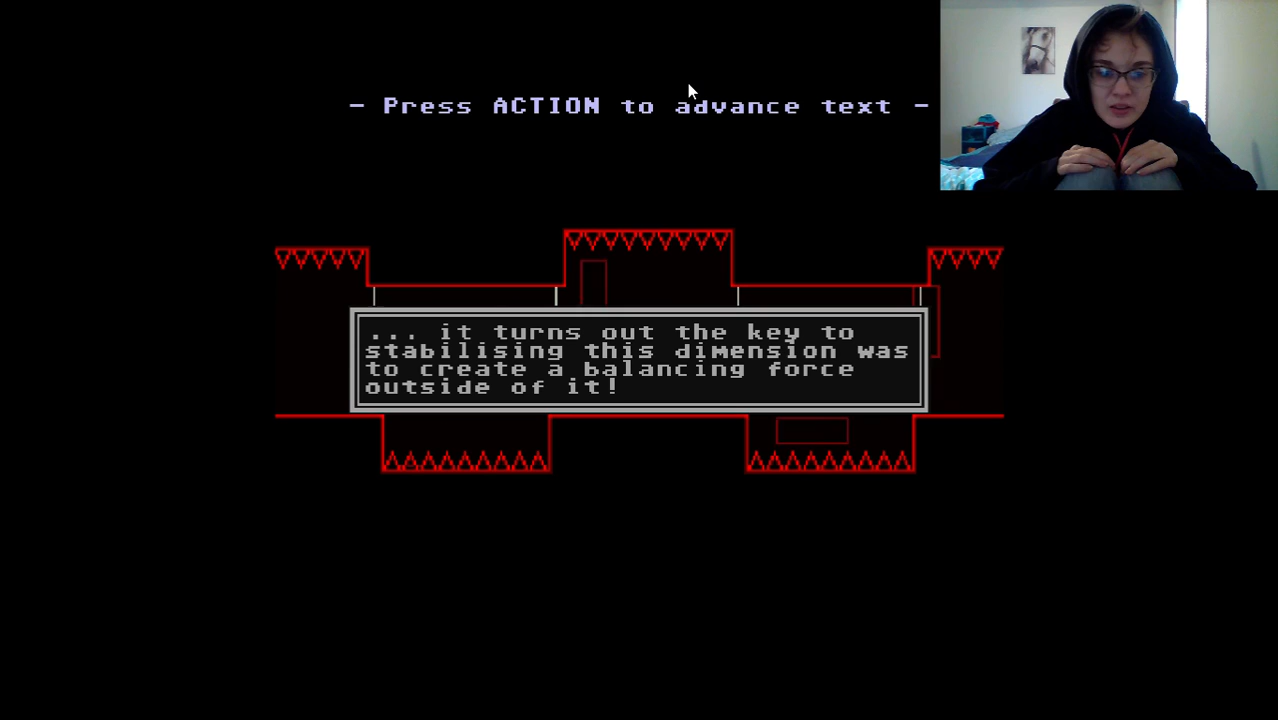 - Press ACTION to advance text -
... it turns out the key to
stabilising this dimension was
to create a balancing force
outside of it!